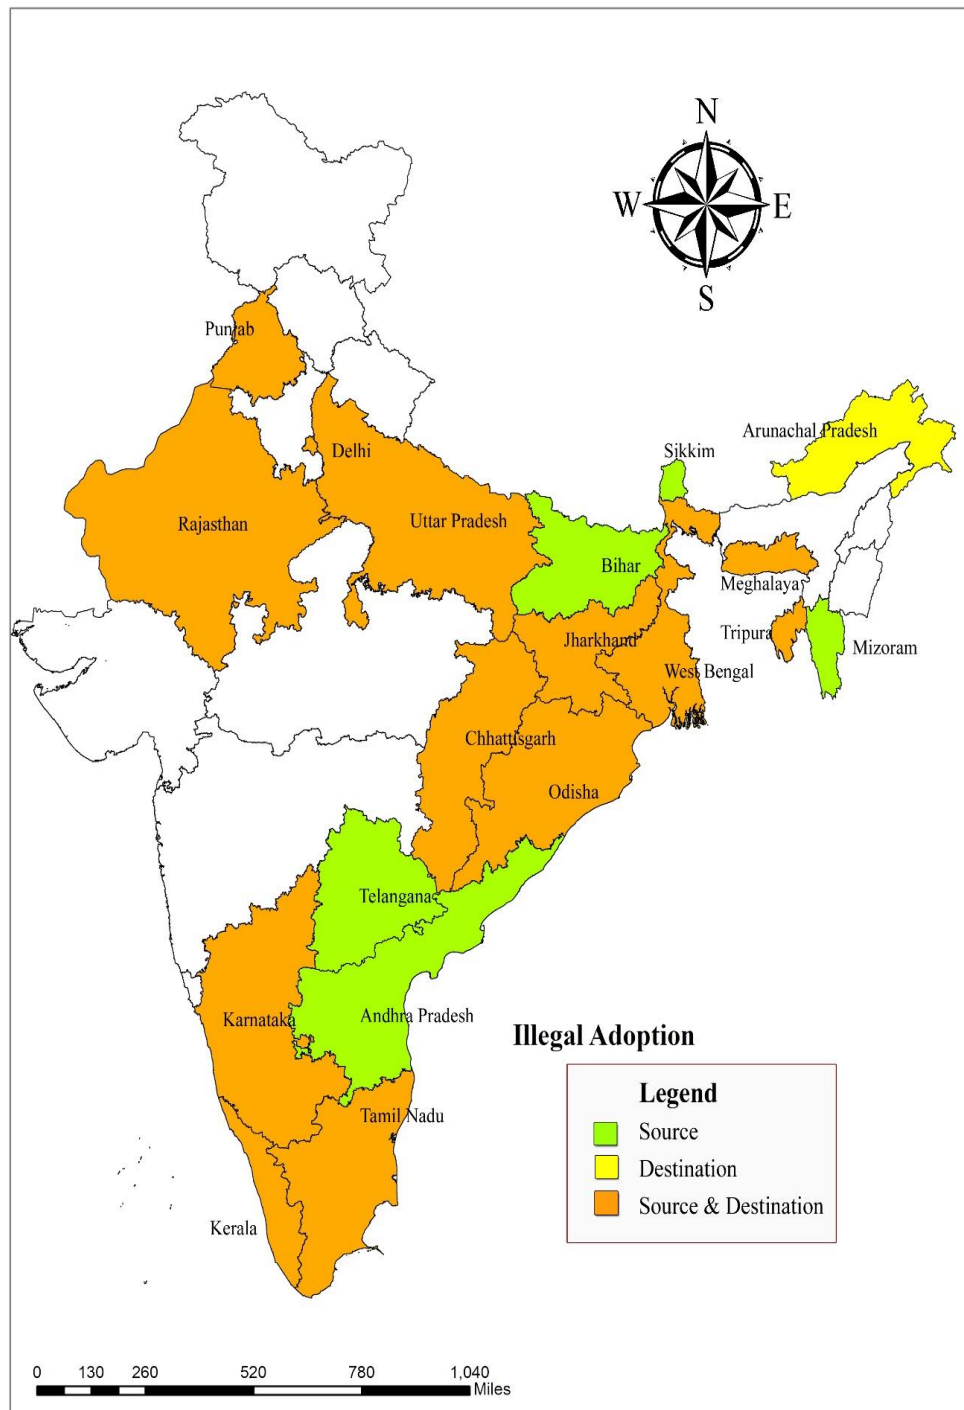 N
W E
S
Punjab
Arunachal Pradesh
Delhi
Sikkim
Rajasthan
Uttar Pradesh
Bihar
Meghalaya
Tripura
Jharkhand
Mizoram
West Bengal
Chhattisgarh
Odisha
Telangana
Karnataka
Andhra Pradesh
Illegal Adoption
Legend
Tamil Nadu
Source
Destination
Source & Destination
Kerala
0 130 260 520 780 1,040
Miles